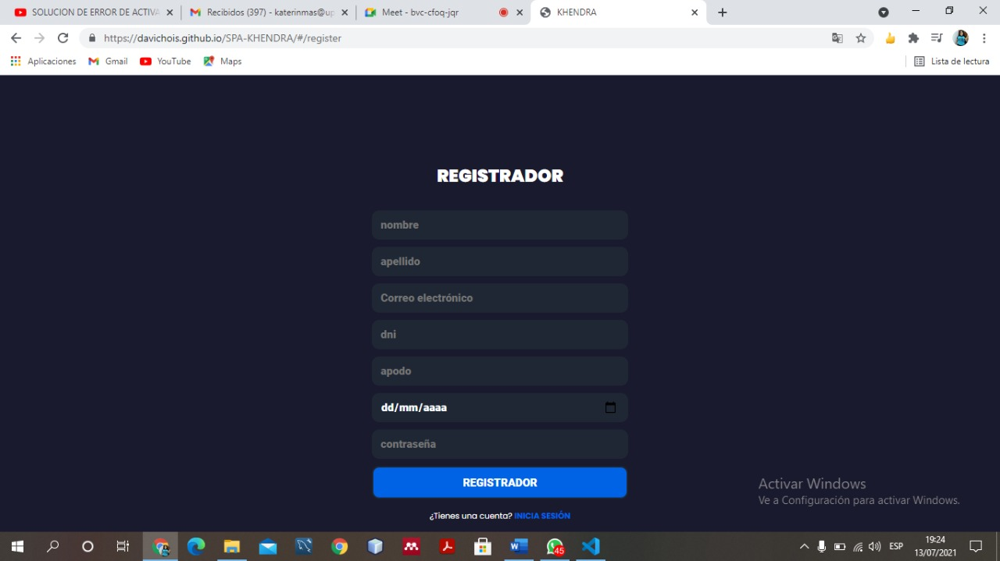 SOLUCION DE ERROR DE ACTIVA
Recibidos (397) - katerinmas@up
Meet - bvc-cfoq-jqr
KHENDRA
https://davichois.github.io/SPA-KHENDRA/#/register
Aplicaciones
Gmail
YouTube
Maps
Lista de lectura
REGISTRADOR
nombre
apellido
Correo electrónico
dni
apodo
dd/mm/aaaa
contraseña
REGISTRADOR
¿Tienes una cuenta? INICIA SESIÓN
Activar Windows
Ve a Configuración para activar Windows.
45
ESP
19:24
13/07/2021